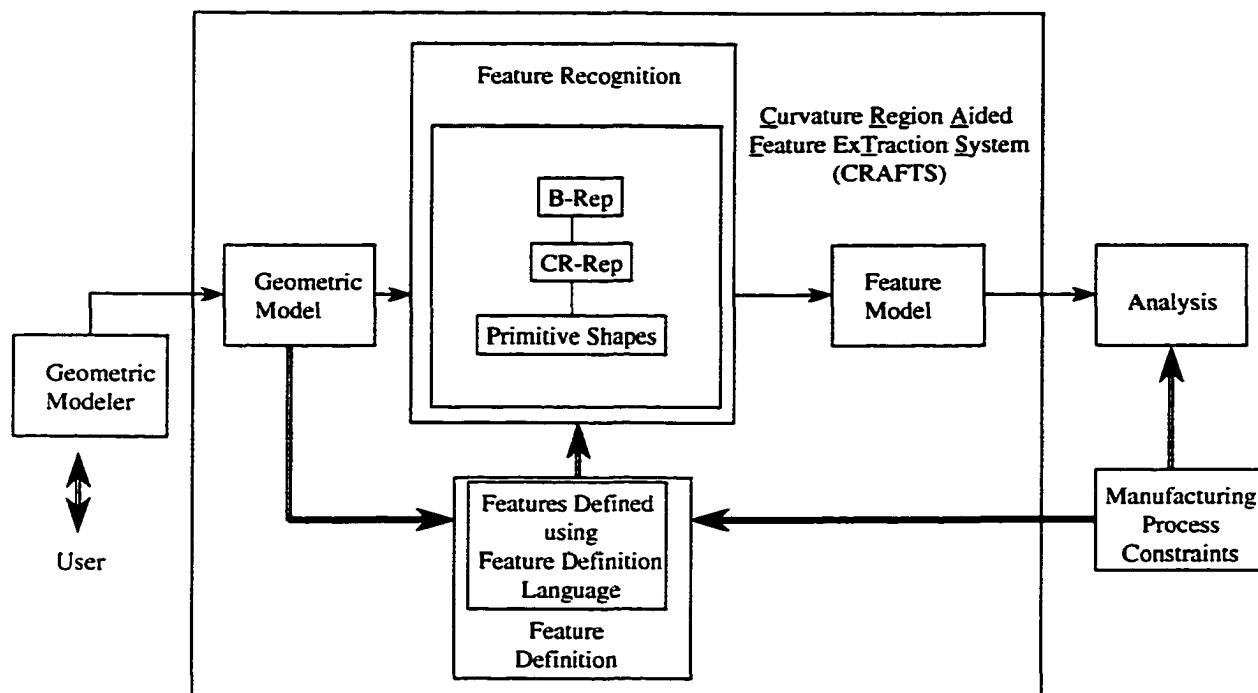 Feature Recognition
Curvature Region Aided
Feature ExTraction System
(CRAFTS)
B-Rep
CR-Rep
Primitive Shapes
Geometric
Model
Feature
Model
Analysis
Geometric
Modeler
User
Features Defined
using
Feature Definition
Language
Feature
Definition
Manufacturing
Process
Constraints